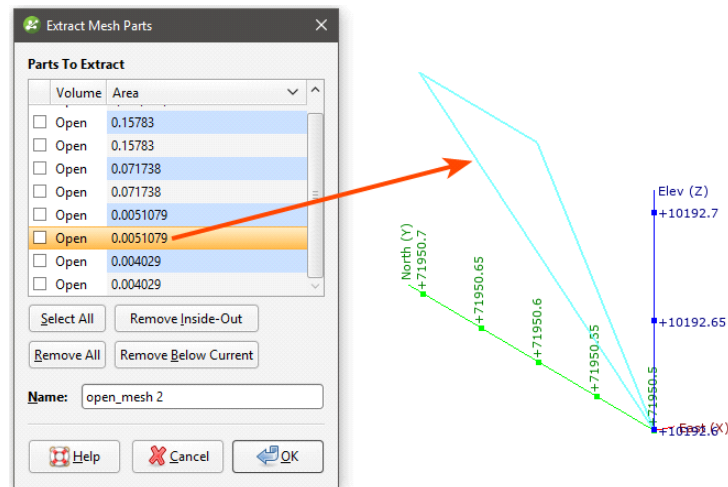 Extract Mesh Parts
Parts To Extract
Volume Area
Open 0.15783
Open 0.15783
Open 0.071738
Open 0.071738
Open 0.0051079
Open 0.0051079
Open 0.004029
Open 0.004029
Select All Remove Inside-Out
Remove All Remove Below Current
Name: open_mesh 2
Help Cancel OK
Elev (Z)
+10192.7
+10192.65
+10192.6
North (Y)
+71950.7
+71950.65
+71950.6
+71950.55
+71950.5
East (X)